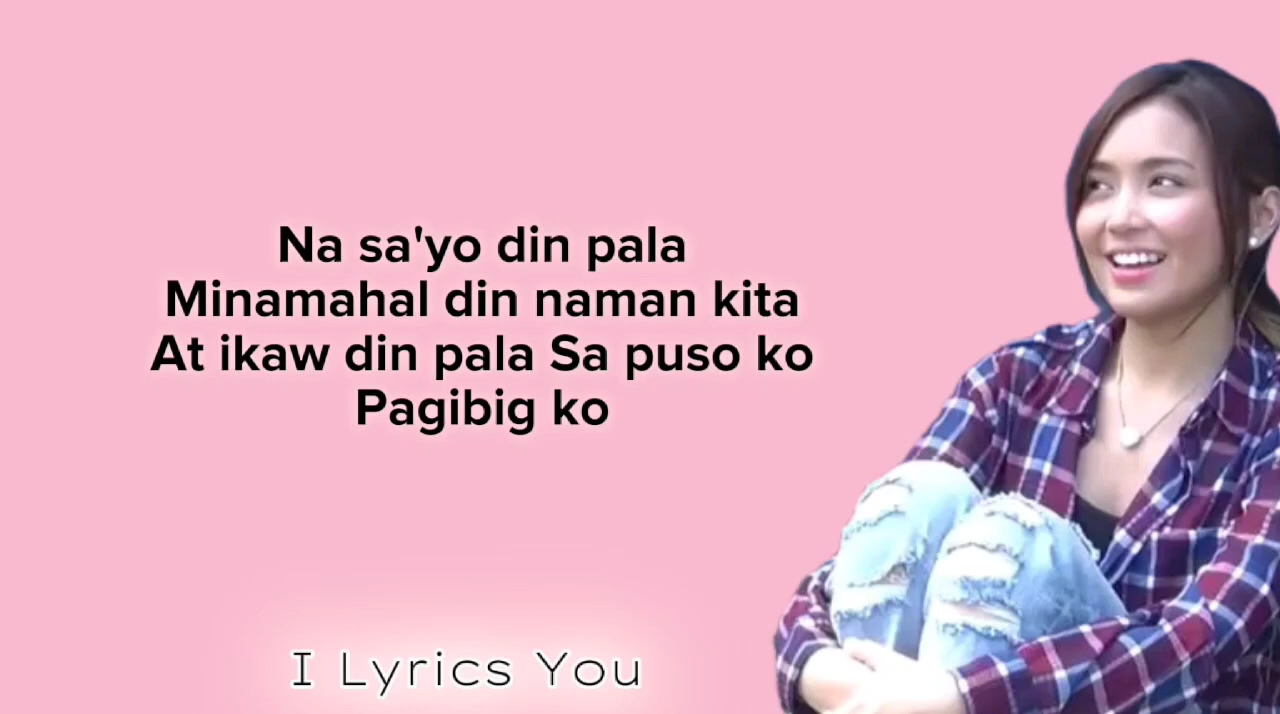 Na sa'yo din pala
Minamahal din naman kita
At ikaw din pala Sa puso ko
Pagibig ko
I Lyrics You